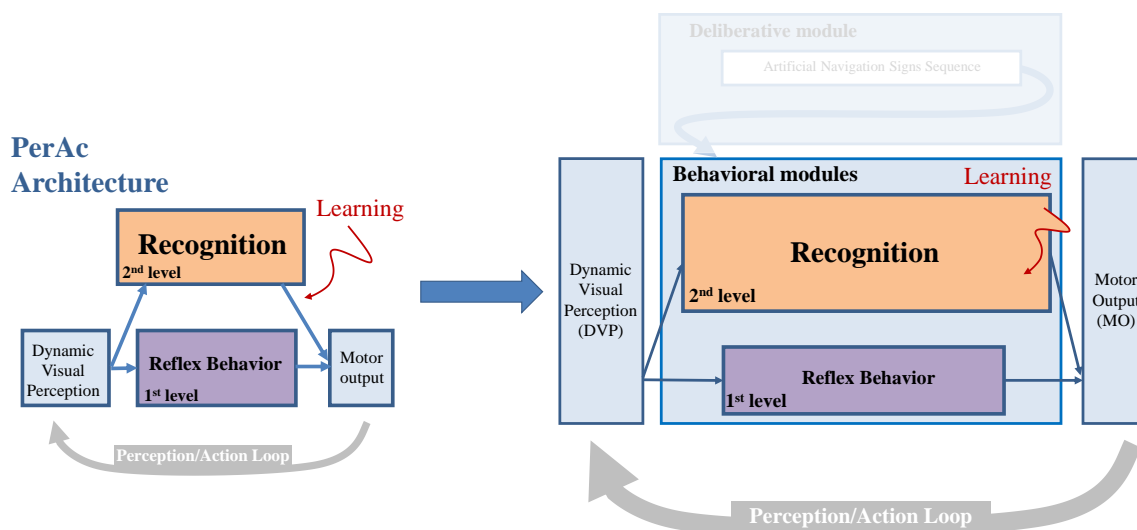 PerAc
Architecture
Learning
Recognition
2nd level
Dynamic
Visual
Perception
Reflex Behavior
1st level
Motor
output
Perception/Action Loop
Deliberative module
Artificial Navigation Signs Sequence
Behavioral modules
Learning
Recognition
2nd level
Dynamic
Visual
Perception
(DVP)
Reflex Behavior
1st level
Motor
Output
(MO)
Perception/Action Loop